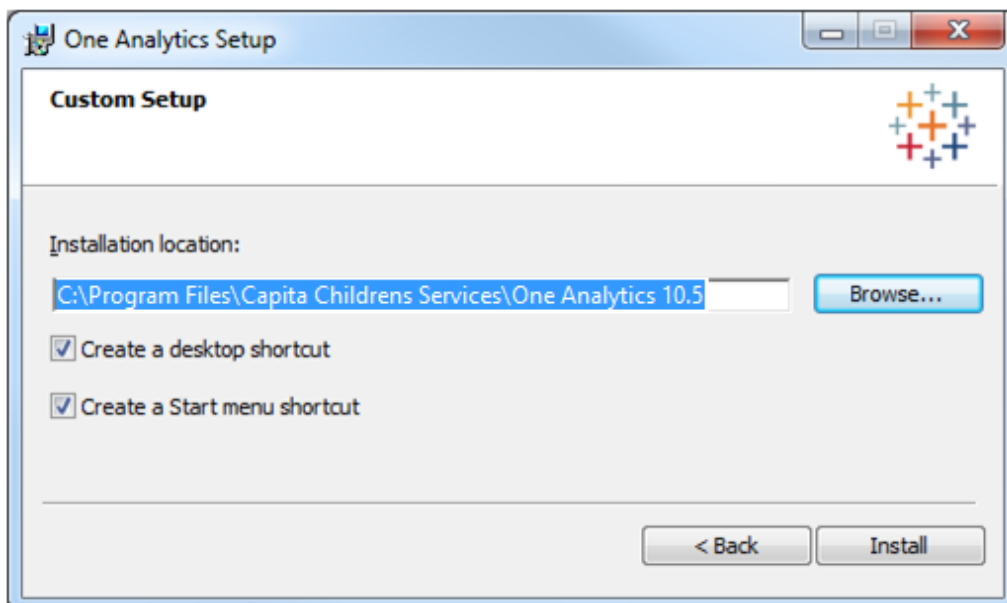 One Analytics Setup
Custom Setup
Installation location:
C:\Program Files\Capita Childrens Services\One Analytics 10.5
Browse...
Create a desktop shortcut
Create a Start menu shortcut
< Back
Install